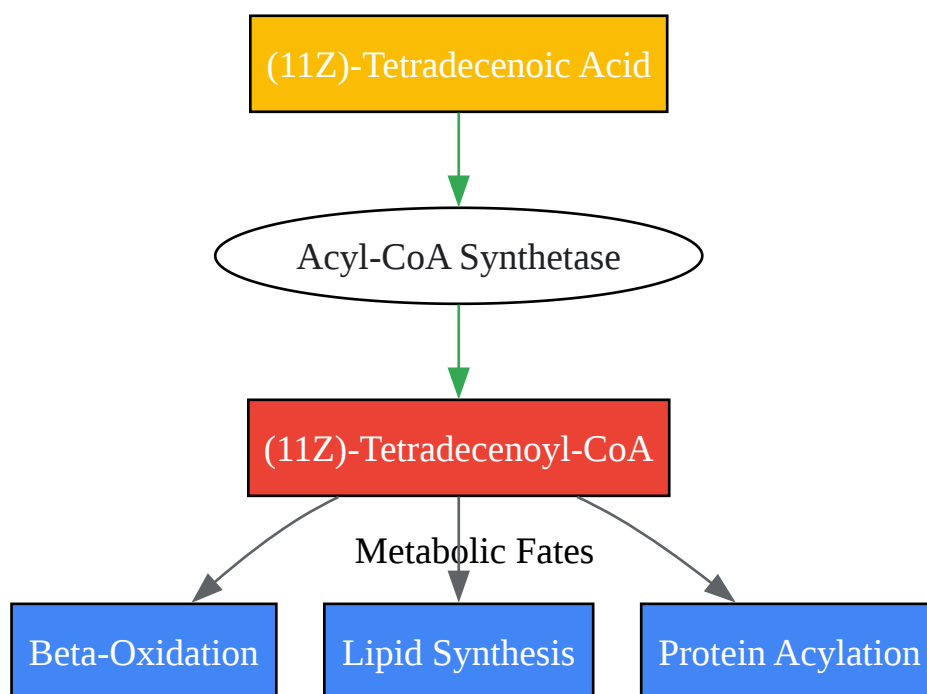 (11Z)-Tetradecenoic Acid
Acyl-CoA Synthetase
(11Z)-Tetradecenoyl-CoA
Metabolic Fates
Beta-Oxidation
Lipid Synthesis
Protein Acylation